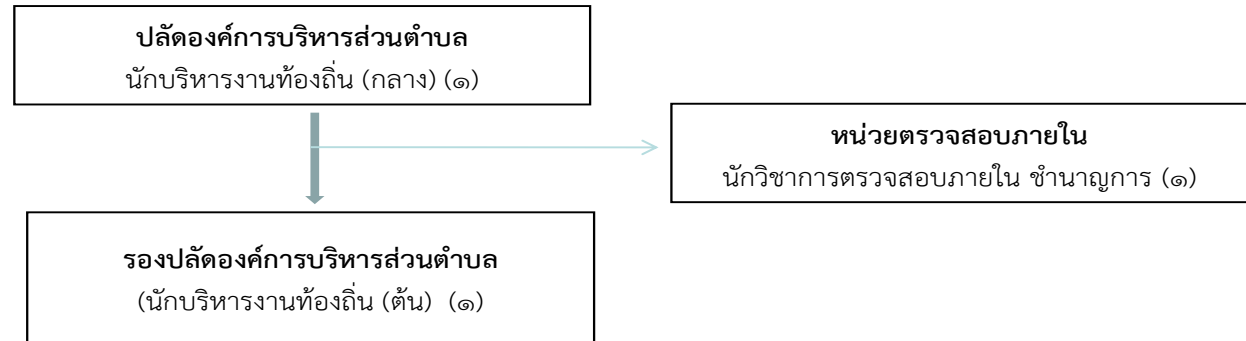 ปลัดองค์การบริหารส่วนตำบล
นักบริหารงานท้องถิ่น (กลาง) (๑)
หน่วยตรวจสอบภายใน
นักวิชาการตรวจสอบภายใน ชำนาญการ (๑)
รองปลัดองค์การบริหารส่วนตำบล
(นักบริหารงานท้องถิ่น (ต้น) (๑)